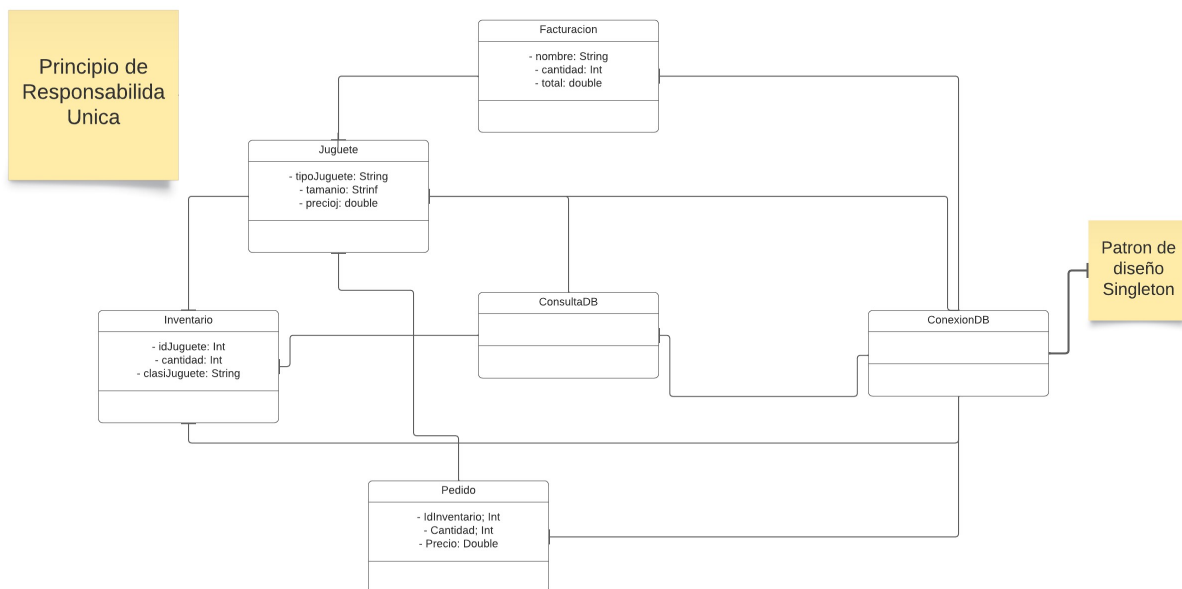 Principio de
Responsabilida
Unica
Facturacion
- nombre: String
- cantidad: Int
- total: double
Juguete
- tipoJuguete: String
- tamanio: Strinf
- precioj: double
Patron de
diseño
Singleton
ConsultaDB
Inventario
- idJuguete: Int
- cantidad: Int
- clasiJuguete: String
ConexionDB
Pedido
- IdInventario; Int
- Cantidad; Int
- Precio: Double